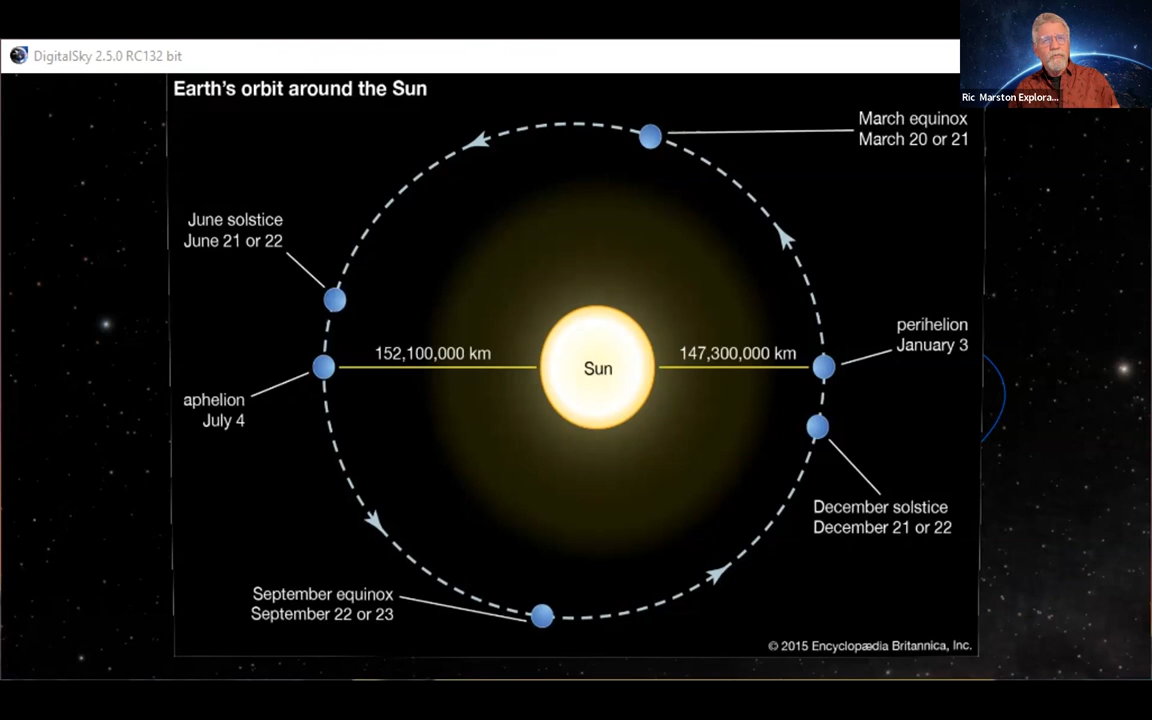 DigitalSky 2.5.0 RC132 bit
Ric Marston Explora...
Earth's orbit around the Sun
March equinox
March 20 or 21
June solstice
June 21 or 22
152,100,000 km
Sun
147,300,000 km
perihelion
January 3
aphelion
July 4
December solstice
December 21 or 22
September equinox
September 22 or 23
© 2015 Encyclopædia Britannica, Inc.